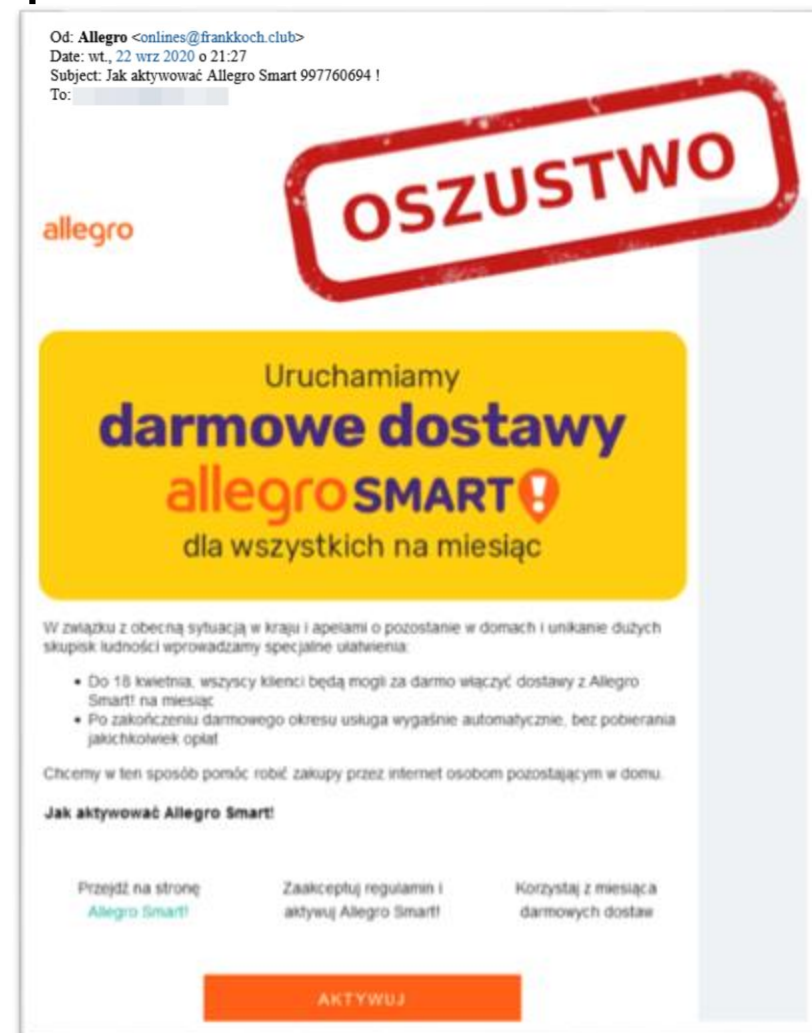 Od: Allegro <onlines@frankkoch.club>
Date: wt., 22 wrz 2020 o 21:27
Subject: Jak aktywować Allegro Smart 997760694 !
To:
OSZUSTWO
allegro
Uruchamiamy
darmowe dostawy
allegro SMART!
dla wszystkich na miesiąc
W związku z obecną sytuacją w kraju i apelami o pozostanie w domach i unikanie dużych
skupisk ludności wprowadzamy specjalne ułatwienia:
• Do 18 kwietnia, wszyscy klienci będą mogli za darmo włączyć dostawy z Allegro
Smart! na miesiąc
• Po zakończeniu darmowego okresu usługa wygaśnie automatycznie, bez pobierania
jakichkolwiek opłat
Chcemy w ten sposób pomóc robić zakupy przez internet osobom pozostającym w domu.
Jak aktywować Allegro Smart!
Przejdź na stronę
Allegro Smart!
Zaakceptuj regulamin i
aktywuj Allegro Smart!
Korzystaj z miesiąca
darmowych dostaw
AKTYWUJ